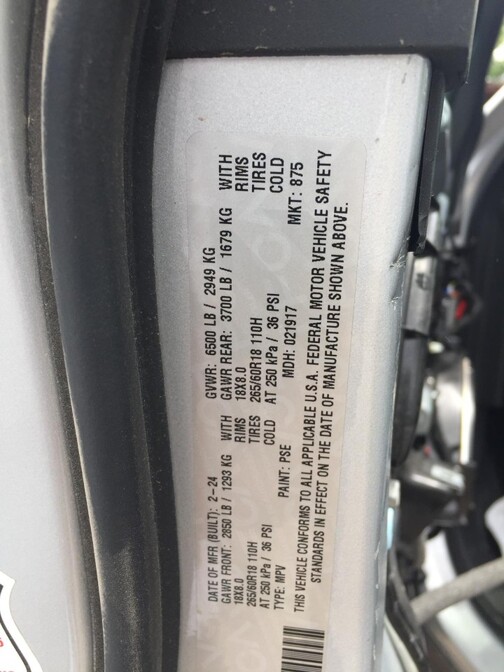 DATE OF MFR (BUILT): 2-24 GVWR: 6500 LB / 2949 KG
GAWR FRONT: 2850 LB / 1293 KG WITH GAWR REAR: 3700 LB / 1679 KG WITH
18X8.0 RIMS 18X8.0 RIMS
265/60R18 110H TIRES 265/60R18 110H TIRES
AT 250 kPa / 36 PSI COLD AT 250 kPa / 36 PSI COLD
TYPE: MPV PAINT: PSE MDH: 021917 MKT: 875
THIS VEHICLE CONFORMS TO ALL APPLICABLE U.S.A. FEDERAL MOTOR VEHICLE SAFETY
STANDARDS IN EFFECT ON THE DATE OF MANUFACTURE SHOWN ABOVE.